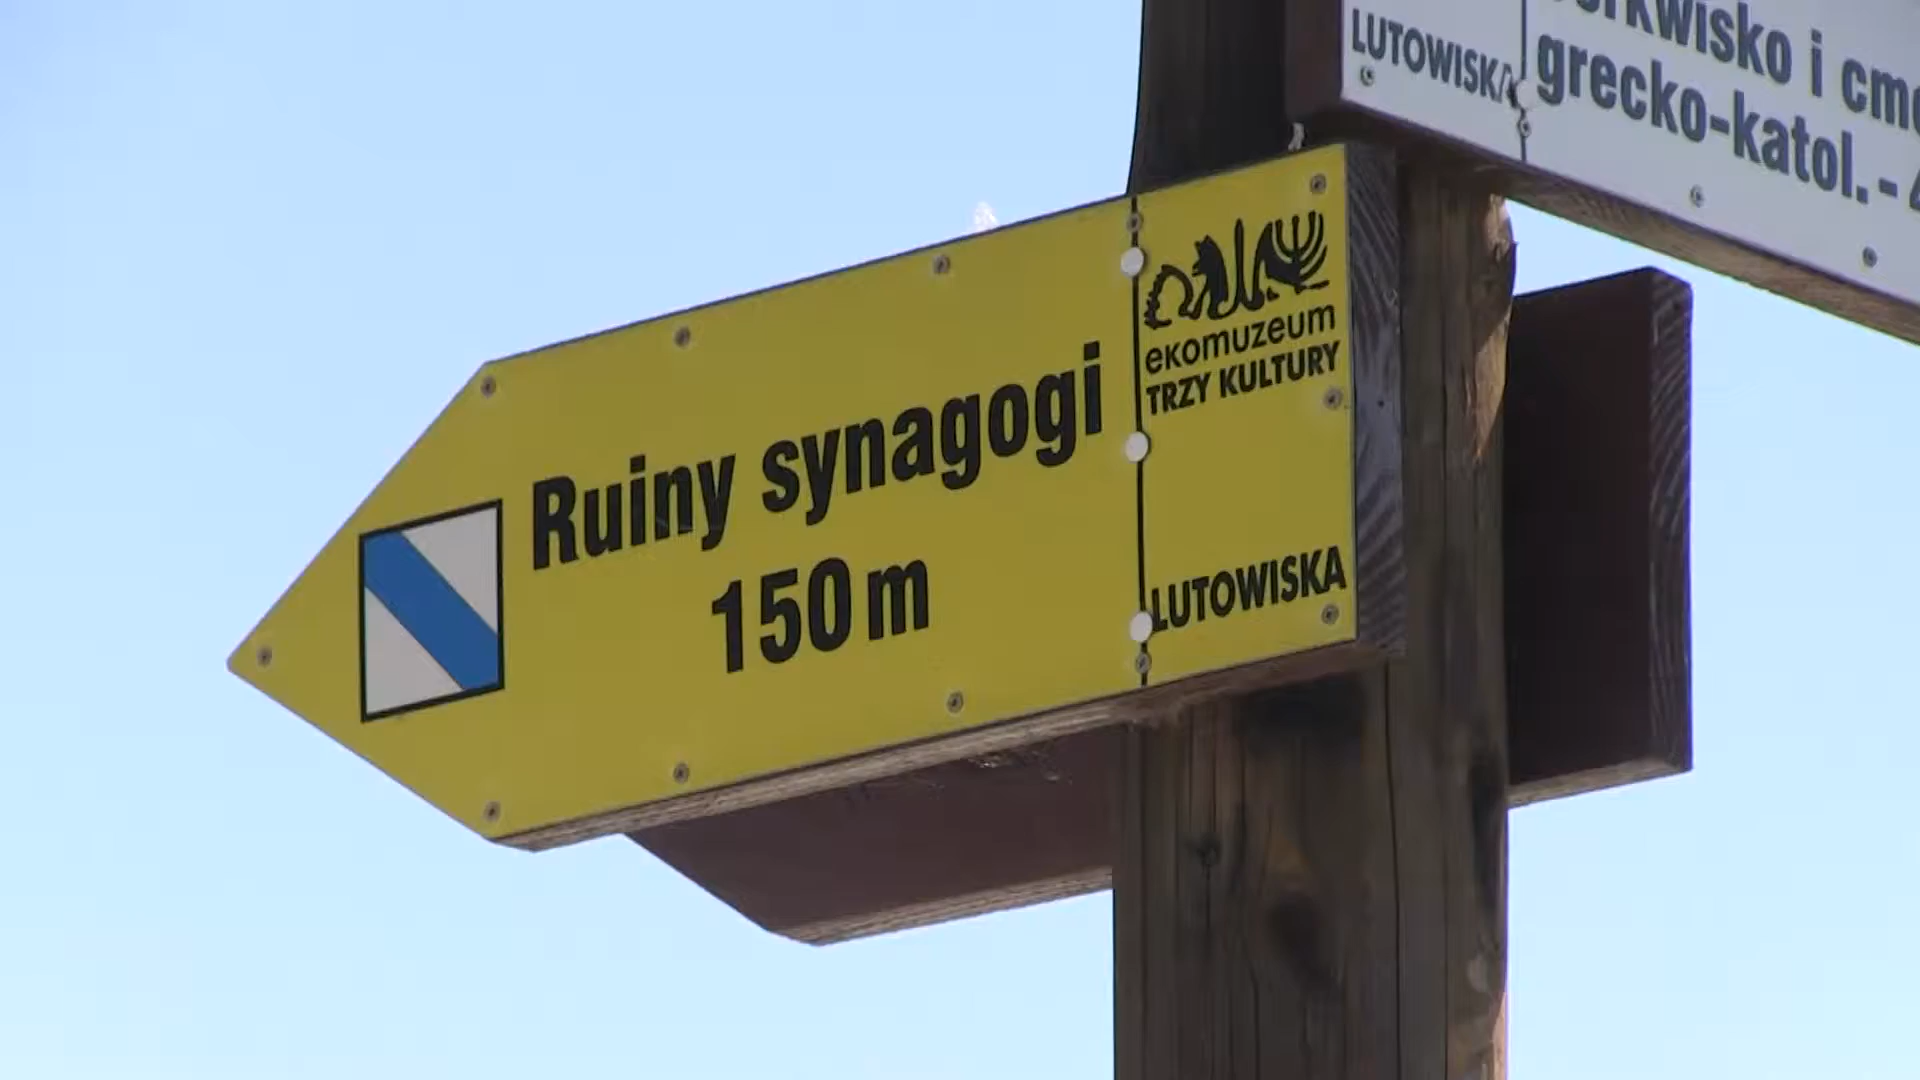 Ruiny synagogi
150 m
ekomuzeum
TRZY KULTURY
LUTOWISKA
LUTOWISKA
i
grecko-katol. -